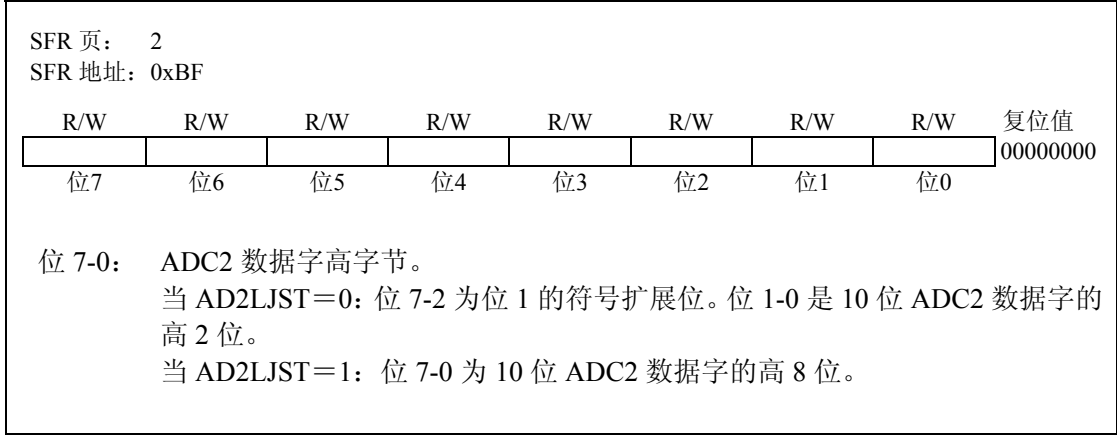 SFR 页： 2
SFR 地址：0xBF
R/W R/W R/W R/W R/W R/W R/W R/W 复位值
00000000
位7 位6 位5 位4 位3 位2 位1 位0
位 7-0： ADC2 数据字高字节。
当 AD2LJST＝0：位 7-2 为位 1 的符号扩展位。位 1-0 是 10 位 ADC2 数据字的
高 2 位。
当 AD2LJST＝1：位 7-0 为 10 位 ADC2 数据字的高 8 位。